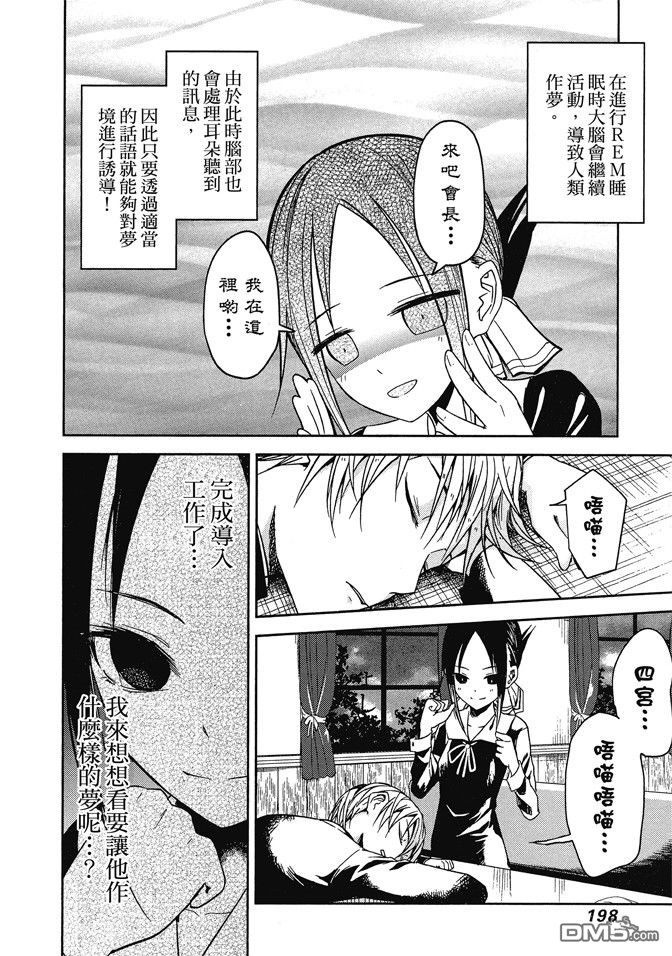 在進行REM睡
眠時大腦會繼續
活動，導致人類
作夢。
來吧會長…
由於此時腦部也
會處理耳朵聽到
的訊息，
因此只要透過適當
的話語就能夠對夢
境進行誘導！
我在這
裡喲…
唔喵…
完成導入
工作了…
我來想想看要讓他作
什麼樣的夢呢…？
四宮…
唔喵唔喵…
198
DM5.com